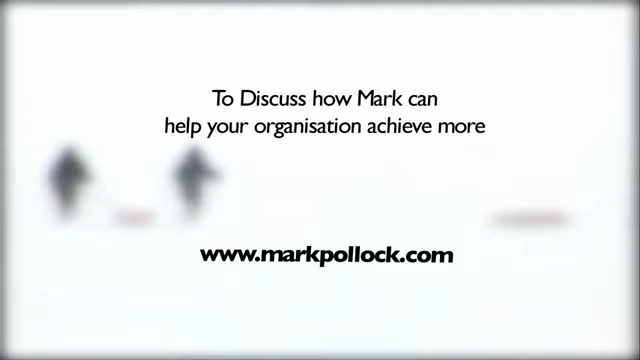 To Discuss how Mark can
help your organisation achieve more
www.markpollock.com